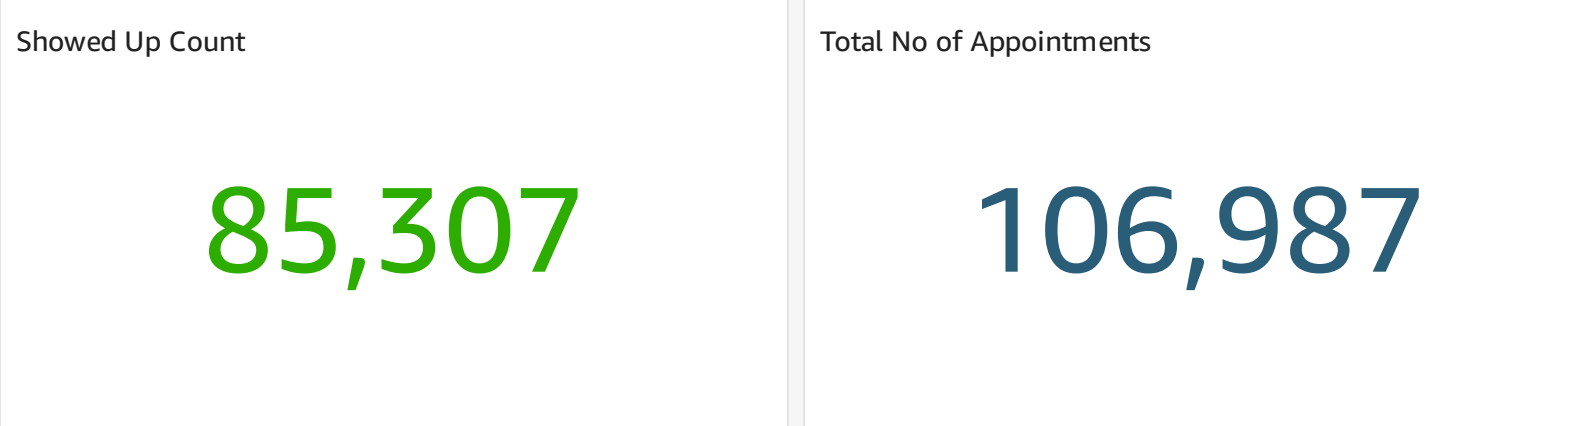 Showed Up Count
85,307
Total No of Appointments
106,987